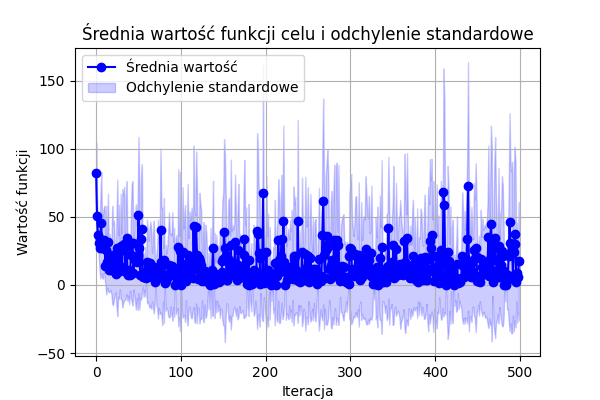 Średnia wartość funkcji celu i odchylenie standardowe
Średnia wartość
Odchylenie standardowe
Wartość funkcji
150
100
50
0
−50
0 100 200 300 400 500
Iteracja